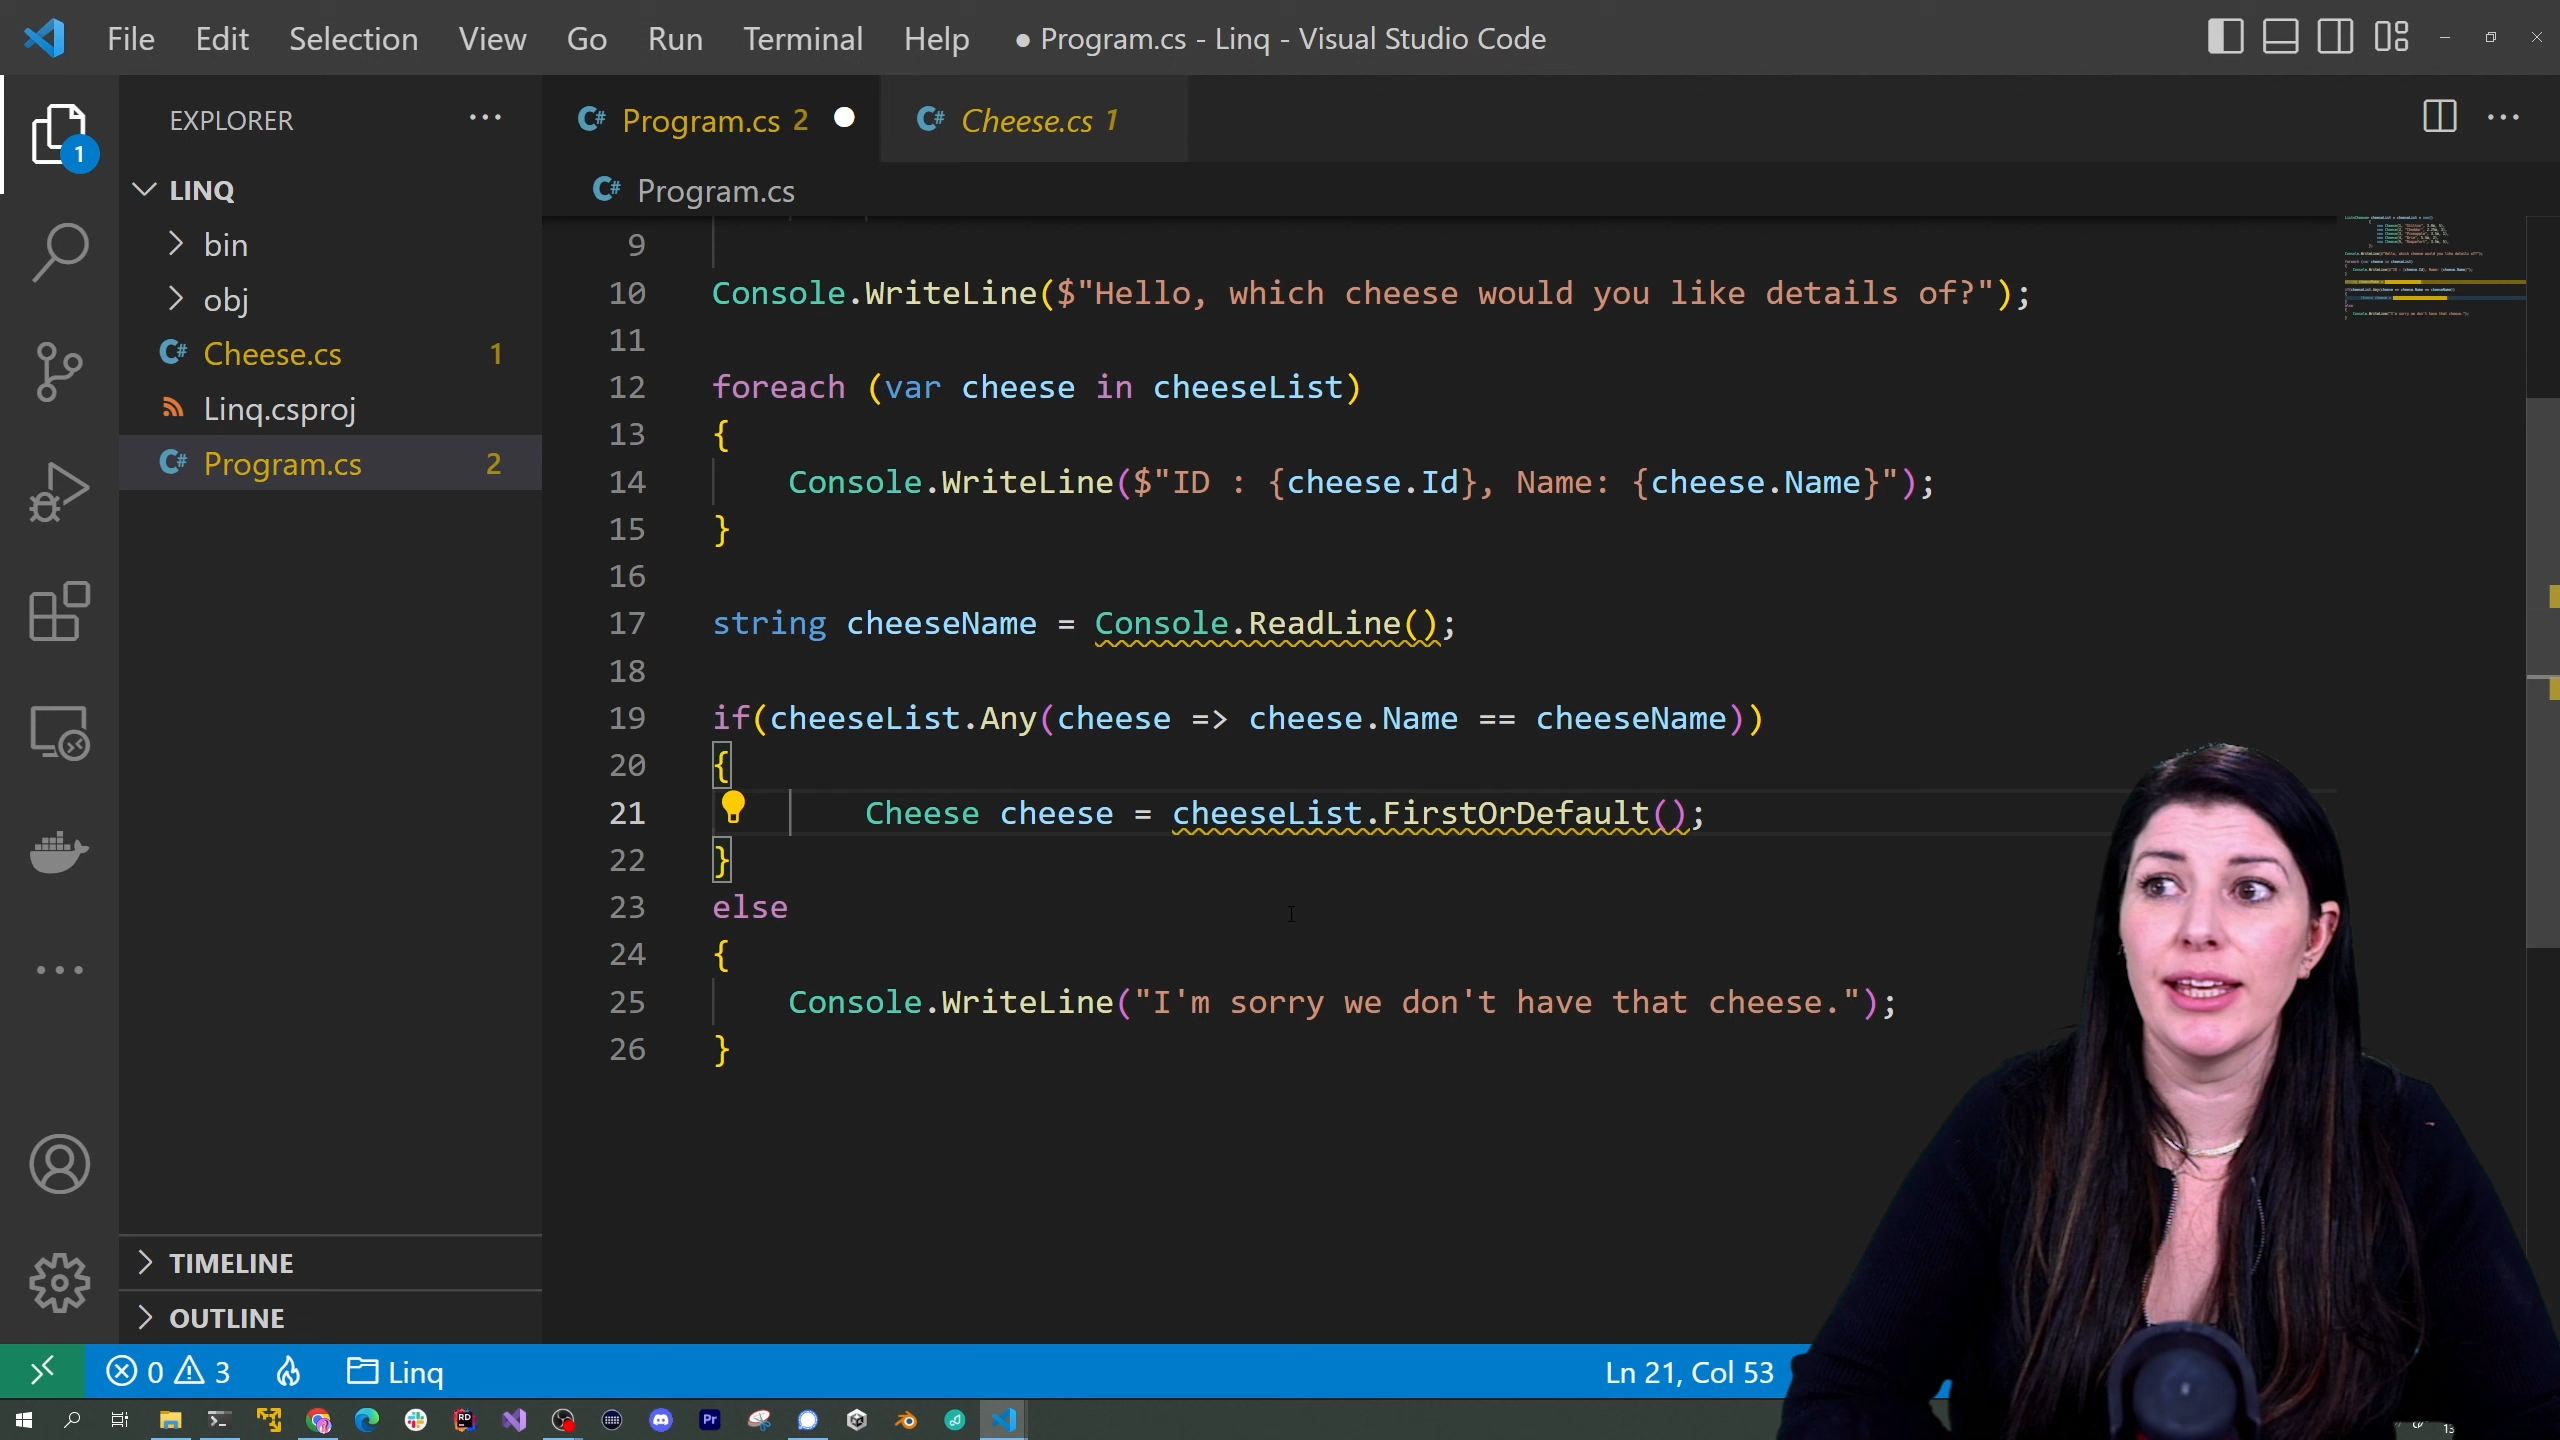 File Edit Selection View Go Run Terminal Help ● Program.cs - Linq - Visual Studio Code
EXPLORER ···
Program.cs 2 ●
Cheese.cs 1
Program.cs
LINQ
bin
obj
Cheese.cs 1
Linq.csproj
Program.cs 2
TIMELINE
OUTLINE
9
10 Console.WriteLine($"Hello, which cheese would you like details of?");
11
12 foreach (var cheese in cheeseList)
13 {
14 Console.WriteLine($"ID : {cheese.Id}, Name: {cheese.Name}");
15 }
16
17 string cheeseName = Console.ReadLine();
18
19 if(cheeseList.Any(cheese => cheese.Name == cheeseName))
20 {
21 Cheese cheese = cheeseList.FirstOrDefault();
22 }
23 else
24 {
25 Console.WriteLine("I'm sorry we don't have that cheese.");
26 }
1
0 3 Linq Ln 21, Col 53
RD Pr